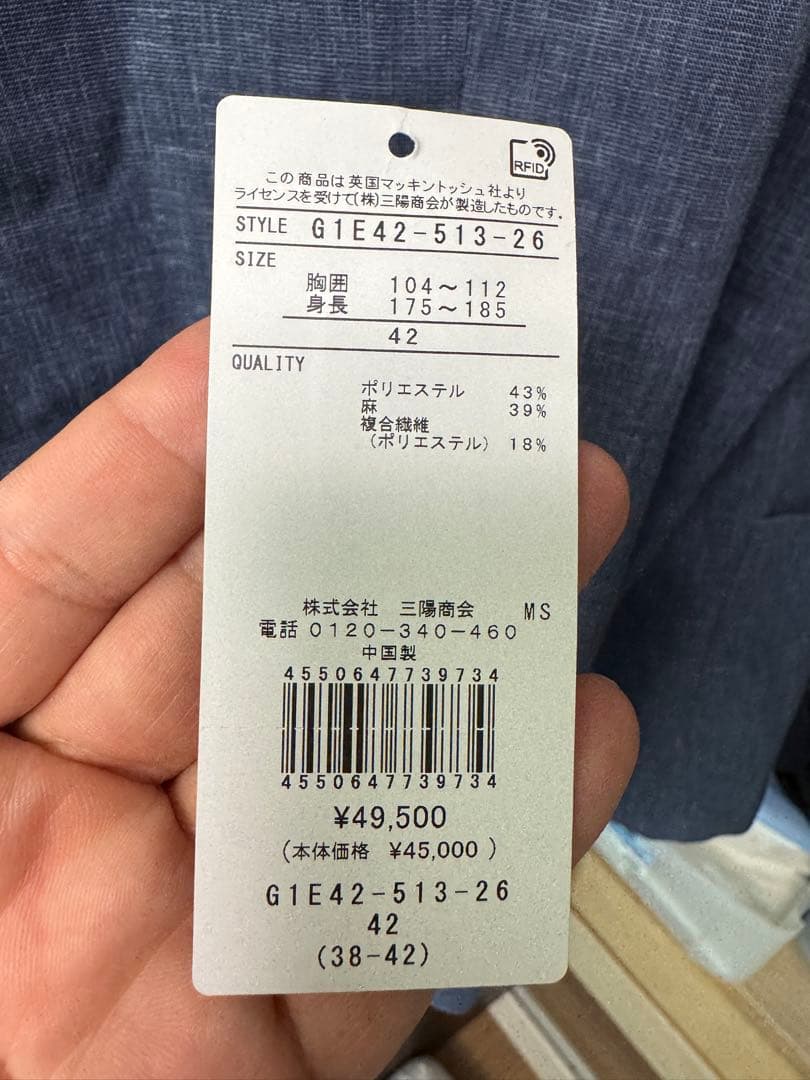 RFID
この商品は英国マッキントッシュ社より
ライセンスを受けて(株)三陽商会が製造したものです。
STYLE G1E42-513-26
SIZE
胸囲 104~112
身長 175~185
42
QUALITY
ポリエステル 43%
麻 39%
複合繊維
(ポリエステル) 18%
株式会社 三陽商会 MS
電話 0120-340-460
中国製
4550647739734
4550647739734
¥49,500
(本体価格 ¥45,000 )
G1E42-513-26
42
(38-42)